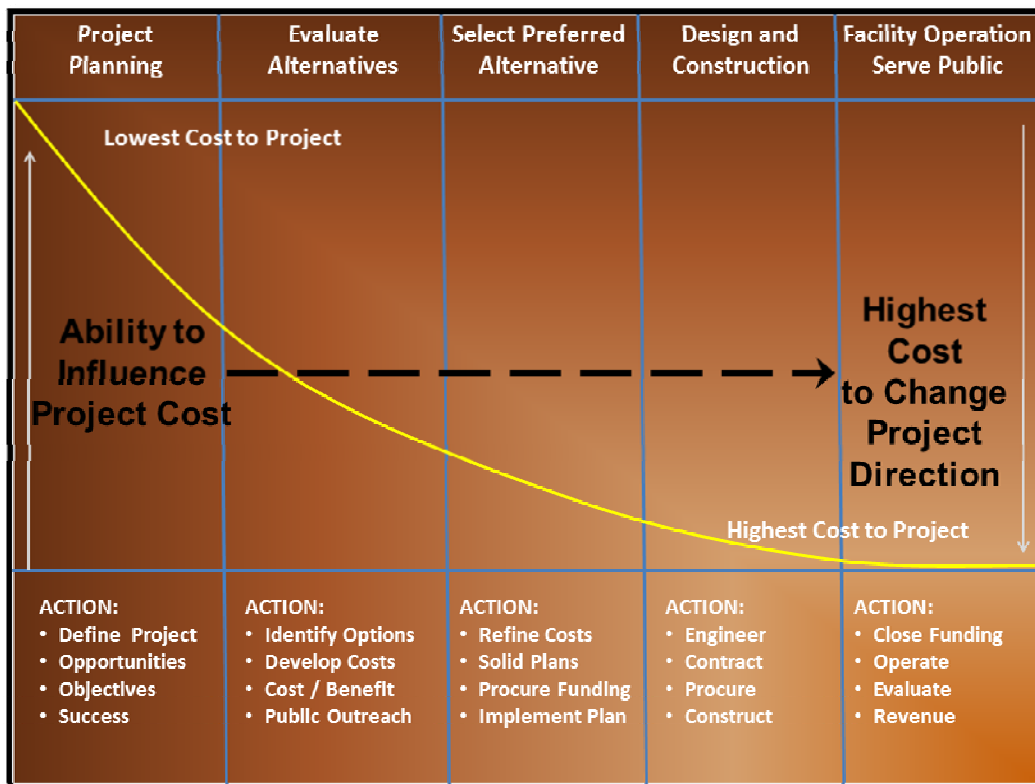 Project
Planning
Evaluate
Alternatives
Select Preferred
Alternative
Design and
Construction
Facility Operation
Serve Public
Lowest Cost to Project
Ability to
Influence
Project Cost
Highest
Cost
to Change
Project
Direction
Highest Cost to Project
ACTION:
• Define Project
• Opportunities
• Objectives
• Success
ACTION:
• Identify Options
• Develop Costs
• Cost / Benefit
• Public Outreach
ACTION:
• Refine Costs
• Solid Plans
• Procure Funding
• Implement Plan
ACTION:
• Engineer
• Contract
• Procure
• Construct
ACTION:
• Close Funding
• Operate
• Evaluate
• Revenue